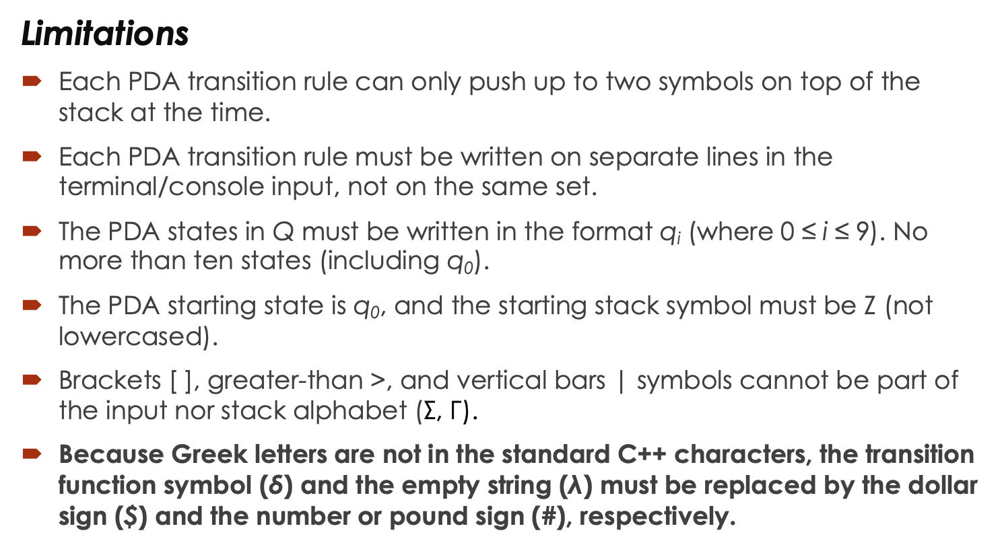 Limitations
Each PDA transition rule can only push up to two symbols on top of the
stack at the time.
Each PDA transition rule must be written on separate lines in the
terminal/console input, not on the same set.
The PDA states in Q must be written in the format qᵢ (where 0 ≤ i ≤ 9). No
more than ten states (including q₀).
The PDA starting state is q₀, and the starting stack symbol must be Z (not
lowercased).
Brackets [ ], greater-than >, and vertical bars | symbols cannot be part of
the input nor stack alphabet (Σ, Γ).
Because Greek letters are not in the standard C++ characters, the transition
function symbol (δ) and the empty string (λ) must be replaced by the dollar
sign ($) and the number or pound sign (#), respectively.